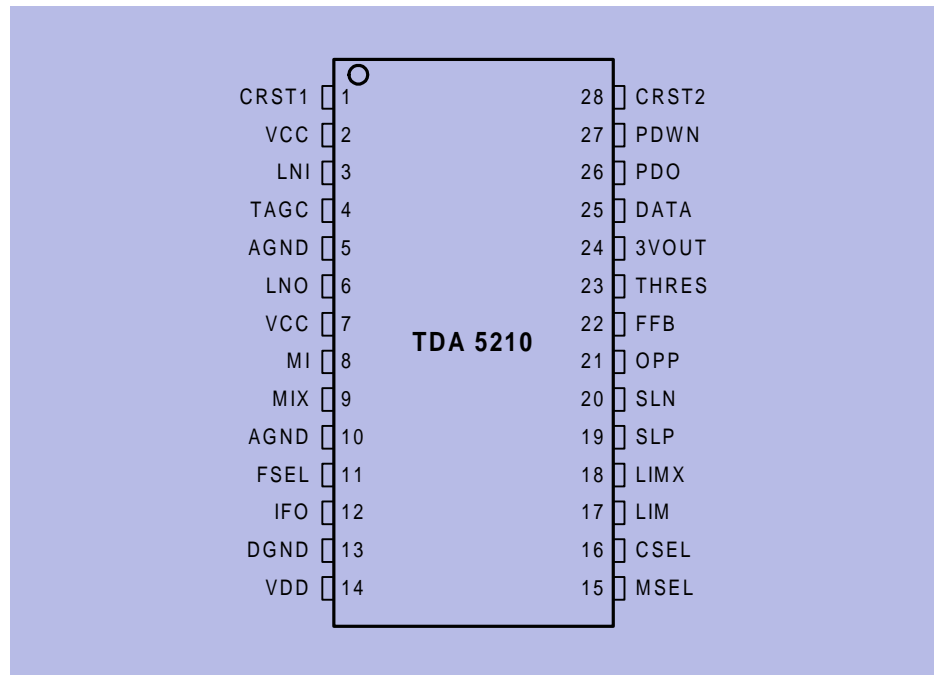 CRST1 1 28 CRST2
VCC 2 27 PDWN
LNI 3 26 PDO
TAGC 4 25 DATA
AGND 5 24 3VOUT
LNO 6 23 THRES
VCC 7 22 FFB
TDA 5210
MI 8 21 OPP
MIX 9 20 SLN
AGND 10 19 SLP
FSEL 11 18 LIMX
IFO 12 17 LIM
DGND 13 16 CSEL
VDD 14 15 MSEL